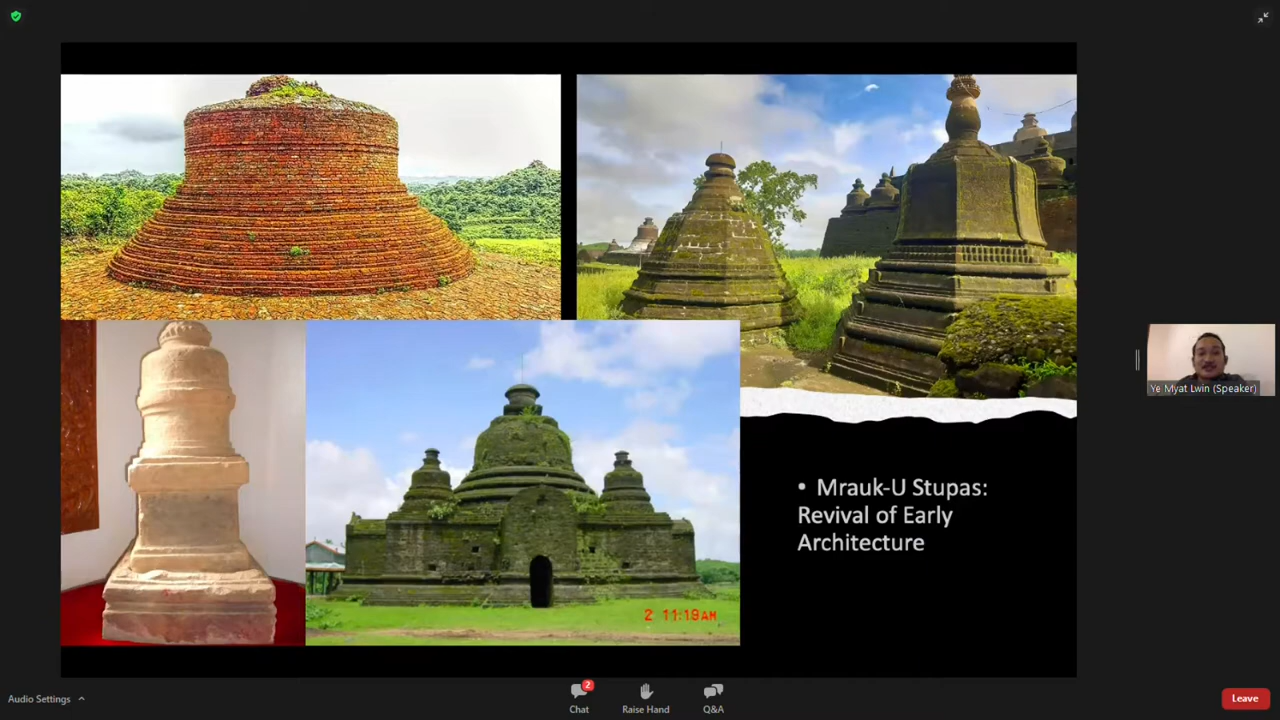 2 11:19AM
• Mrauk-U Stupas:
Revival of Early
Architecture
Ye Myat Lwin (Speaker)
Audio Settings
2
Chat
Raise Hand
Q&A
Leave